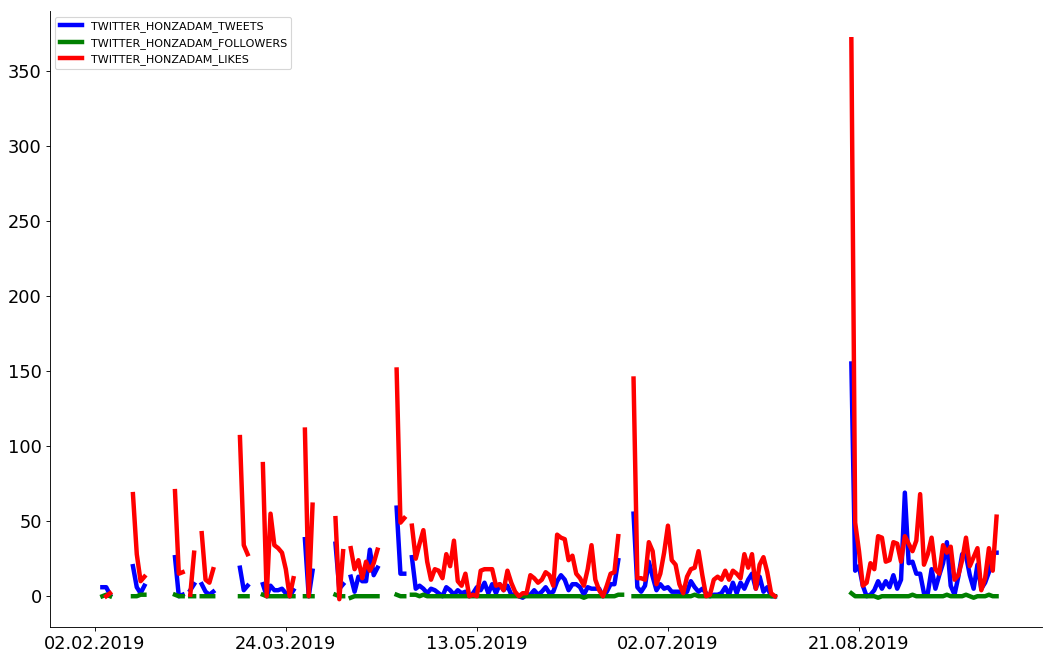 TWITTER_HONZADAM_TWEETS
TWITTER_HONZADAM_FOLLOWERS
TWITTER_HONZADAM_LIKES
350
300
250
200
150
100
50
0
02.02.2019 24.03.2019 13.05.2019 02.07.2019 21.08.2019